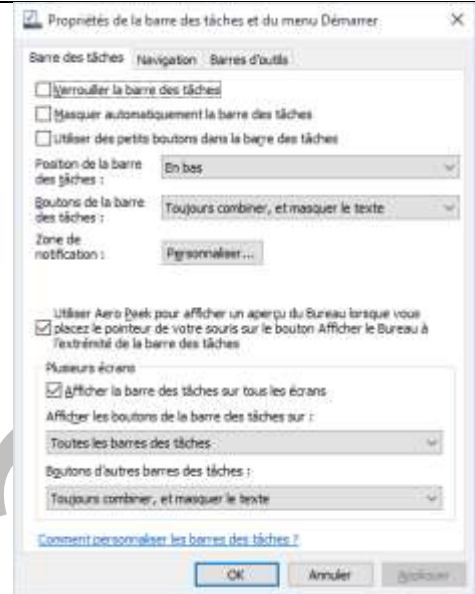 Propriétés de la barre des tâches et du menu Démarrer
Barre des tâches Navigation Barres d'outils
Verrouiller la barre des tâches
Masquer automatiquement la barre des tâches
Utiliser des petits boutons dans la barre des tâches
Position de la barre
des tâches :
En bas
Boutons de la barre
des tâches :
Toujours combiner, et masquer le texte
Zone de
notification :
Personnaliser...
Utiliser Aero Peek pour afficher un aperçu du Bureau lorsque vous
placez le pointeur de votre souris sur le bouton Afficher le Bureau à
l'extrémité de la barre des tâches
Plusieurs écrans
Afficher la barre des tâches sur tous les écrans
Afficher les boutons de la barre des tâches sur :
Toutes les barres des tâches
Boutons d'autres barres des tâches :
Toujours combiner, et masquer le texte
Comment personnaliser les barres des tâches ?
OK Annuler Appliquer